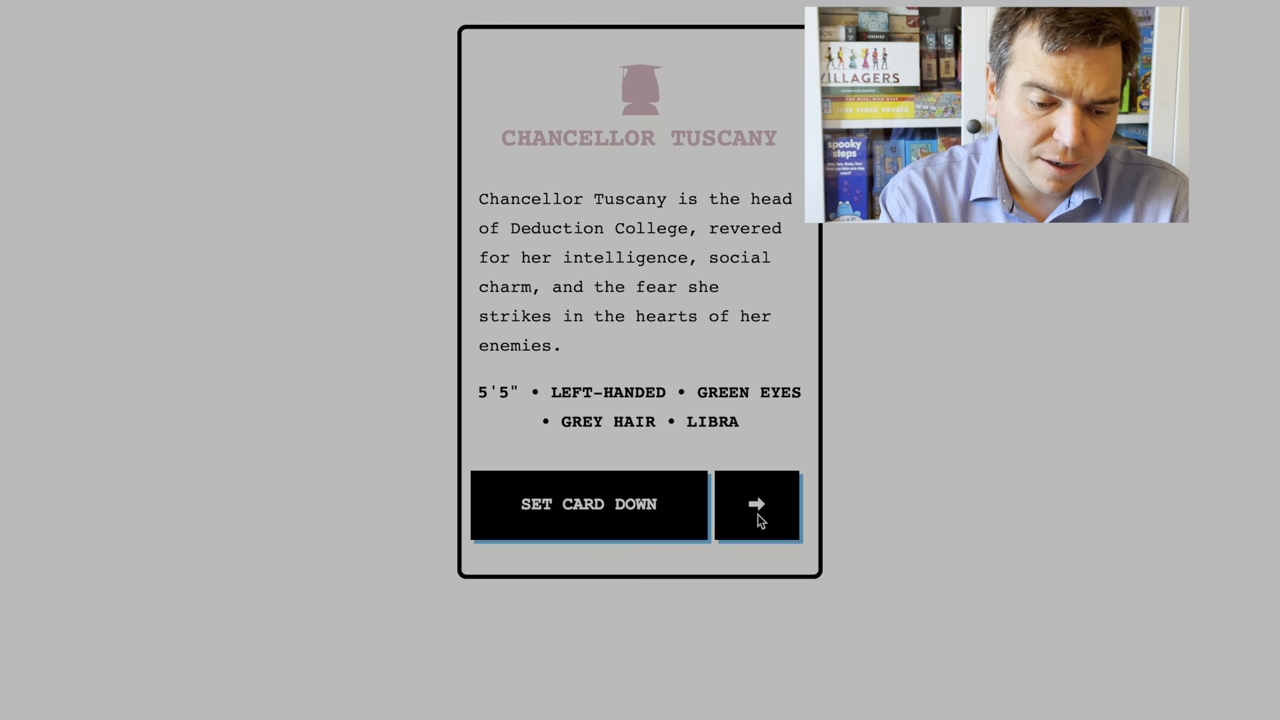 CHANCELLOR TUSCANY
Chancellor Tuscany is the head
of Deduction College, revered
for her intelligence, social
charm, and the fear she
strikes in the hearts of her
enemies.
5'5" • LEFT-HANDED • GREEN EYES
• GREY HAIR • LIBRA
SET CARD DOWN
VILLAGERS
spooky
steps